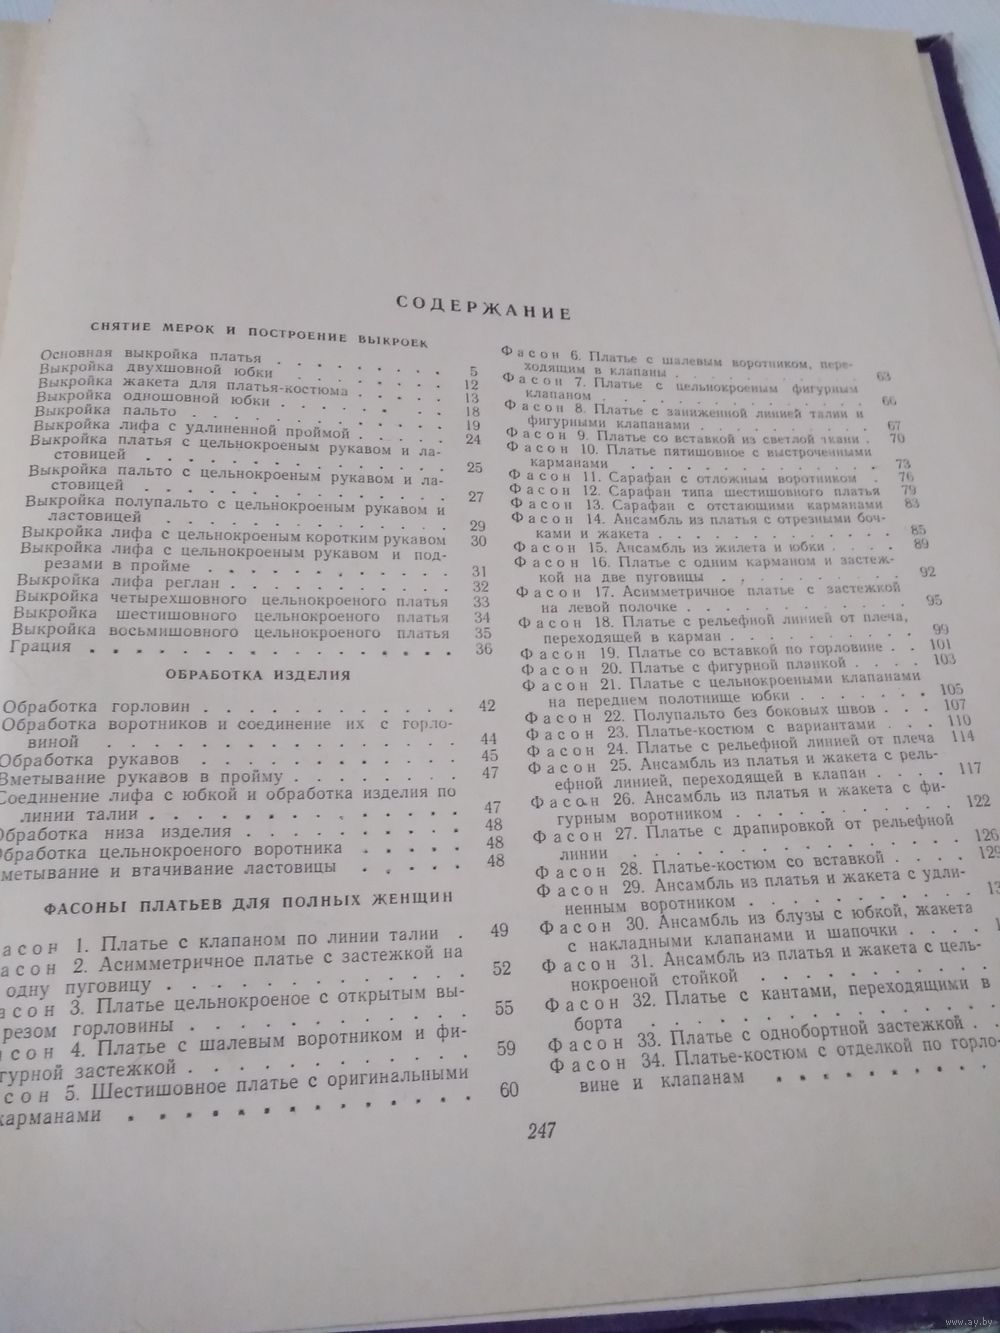 СОДЕРЖАНИЕ
СНЯТИЕ МЕРОК И ПОСТРОЕНИЕ ВЫКРОЕК
Основная выкройка платья . . . . . . . . 5
Выкройка двухшовной юбки . . . . . . . 12
Выкройка жакета для платья-костюма . . . . . 13
Выкройка одношовной юбки . . . . . . . 18
Выкройка пальто . . . . . . . . . . 19
Выкройка лифа с удлиненной проймой . . . . . 24
Выкройка платья с цельнокроеным рукавом и ла-
стовицей . . . . . . . . . . . 25
Выкройка пальто с цельнокроеным рукавом и ла-
стовицей . . . . . . . . . . . 27
Выкройка полупальто с цельнокроеным рукавом и
ластовицей . . . . . . . . . . 29
Выкройка лифа с цельнокроеным коротким рукавом 30
Выкройка лифа с цельнокроеным рукавом и под-
резами в пройме . . . . . . . . . 31
Выкройка лифа реглан . . . . . . . . 32
Выкройка четырехшовного цельнокроеного платья 33
Выкройка шестишовного цельнокроеного платья 34
Выкройка восьмишовного цельнокроеного платья 35
Грация . . . . . . . . . . . . . 36
ОБРАБОТКА ИЗДЕЛИЯ
Обработка горловин . . . . . . . . . 42
Обработка воротников и соединение их с горло-
виной . . . . . . . . . . . . 44
Обработка рукавов . . . . . . . . . 45
Вметывание рукавов в пройму . . . . . . . 47
Соединение лифа с юбкой и обработка изделия по
линии талии . . . . . . . . . . 47
Обработка низа изделия . . . . . . . . 48
Обработка цельнокроеного воротника . . . . . 48
метывание и втачивание ластовицы . . . . . 48
ФАСОНЫ ПЛАТЬЕВ ДЛЯ ПОЛНЫХ ЖЕНЩИН
асон 1. Платье с клапаном по линии талии . 49
асон 2. Асимметричное платье с застежкой на
одну пуговицу . . . . . . . . . . 52
асон 3. Платье цельнокроеное с открытым вы-
резом горловины . . . . . . . . . 55
асон 4. Платье с шалевым воротником и фи-
гурной застежкой . . . . . . . . . 59
сон 5. Шестишовное платье с оригинальными
карманами . . . . . . . . . . . 60
Фасон 6. Платье с шалевым воротником, пере-
ходящим в клапаны . . . . . . . . . 63
Фасон 7. Платье с цельнокроеным фигурным
клапаном . . . . . . . . . . . 66
Фасон 8. Платье с заниженной линией талии и
фигурными клапанами . . . . . . . . 67
Фасон 9. Платье со вставкой из светлой ткани . 70
Фасон 10. Платье пятишовное с выстроченными
карманами . . . . . . . . . . . 73
Фасон 11. Сарафан с отложным воротником . 76
Фасон 12. Сарафан типа шестишовного платья 79
Фасон 13. Сарафан с отстающими карманами 83
Фасон 14. Ансамбль из платья с отрезными боч-
ками и жакета . . . . . . . . . 85
Фасон 15. Ансамбль из жилета и юбки . . . . 89
Фасон 16. Платье с одним карманом и застеж-
кой на две пуговицы . . . . . . . . 92
Фасон 17. Асимметричное платье с застежкой
на левой полочке . . . . . . . . . 95
Фасон 18. Платье с рельефной линией от плеча,
переходящей в карман . . . . . . . . 99
Фасон 19. Платье со вставкой по горловине . . 101
Фасон 20. Платье с фигурной планкой . . . . 103
Фасон 21. Платье с цельнокроеными клапанами
на переднем полотнище юбки . . . . . . 105
Фасон 22. Полупальто без боковых швов . . . 107
Фасон 23. Платье-костюм с вариантами . . . 110
Фасон 24. Платье с рельефной линией от плеча 114
Фасон 25. Ансамбль из платья и жакета с рель-
ефной линией, переходящей в клапан . . . . 117
Фасон 26. Ансамбль из платья и жакета с фи-
гурным воротником . . . . . . . . . 122
Фасон 27. Платье с драпировкой от рельефной
линии . . . . . . . . . . . . 126
Фасон 28. Платье-костюм со вставкой . . . . 129
Фасон 29. Ансамбль из платья и жакета с удли-
ненным воротником . . . . . . . . . 13
Фасон 30. Ансамбль из блузы с юбкой, жакета
с накладными клапанами и шапочки . . . . 1
Фасон 31. Ансамбль из платья и жакета с цель-
нокроеной стойкой . . . . . . . . .
Фасон 32. Платье с кантами, переходящими в
борта . . . . . . . . . . . .
Фасон 33. Платье с однобортной застежкой . .
Фасон 34. Платье-костюм с отделкой по горло-
вине и клапанам . . . . . . . . .
247
www.ay.by